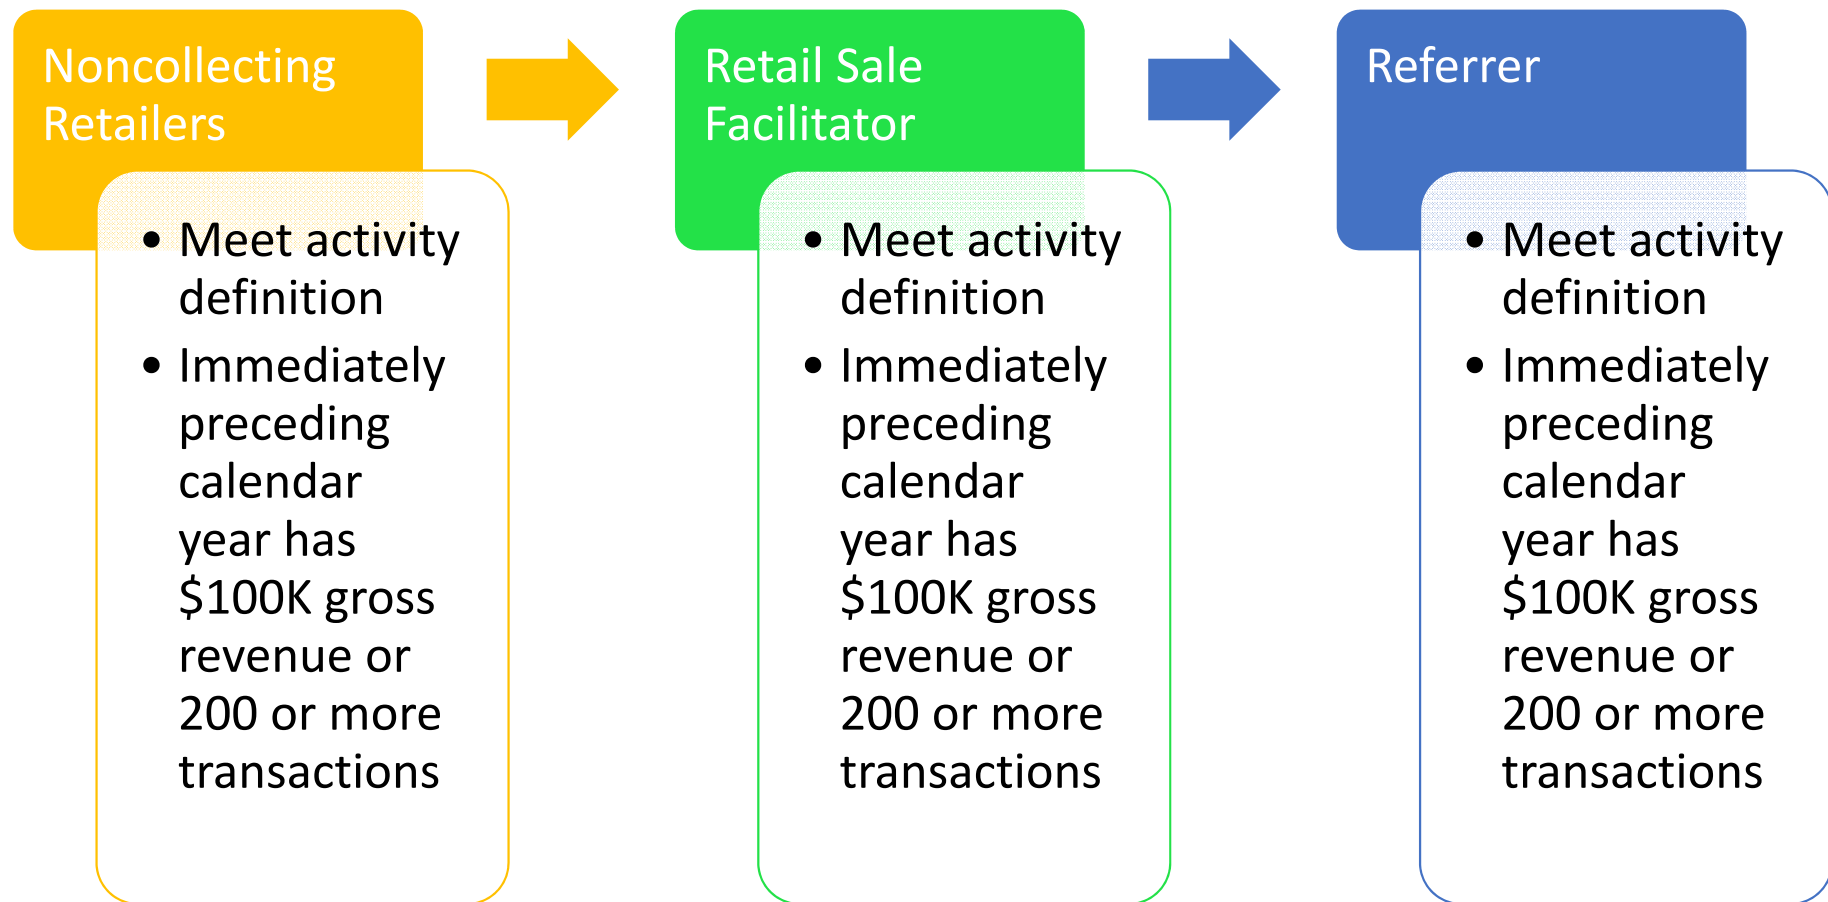 Noncollecting
Retailers
• Meet activity
definition
• Immediately
preceding
calendar
year has
$100K gross
revenue or
200 or more
transactions
Retail Sale
Facilitator
• Meet activity
definition
• Immediately
preceding
calendar
year has
$100K gross
revenue or
200 or more
transactions
Referrer
• Meet activity
definition
• Immediately
preceding
calendar
year has
$100K gross
revenue or
200 or more
transactions